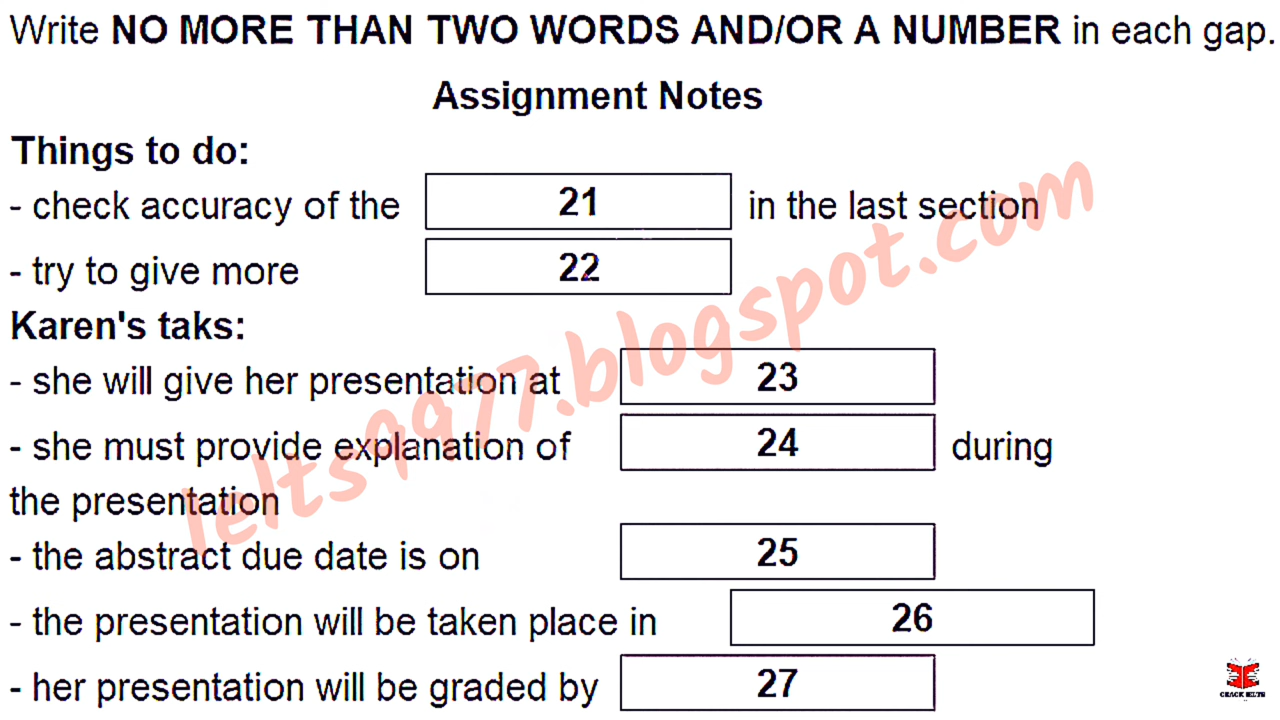 Write NO MORE THAN TWO WORDS AND/OR A NUMBER in each gap.
Assignment Notes
Things to do:
- check accuracy of the 21 in the last section
- try to give more 22
Karen's taks:
- she will give her presentation at 23
- she must provide explanation of 24 during
the presentation
- the abstract due date is on 25
- the presentation will be taken place in 26
- her presentation will be graded by 27
Ielts9977.blogspot.com
CRACK IELTS